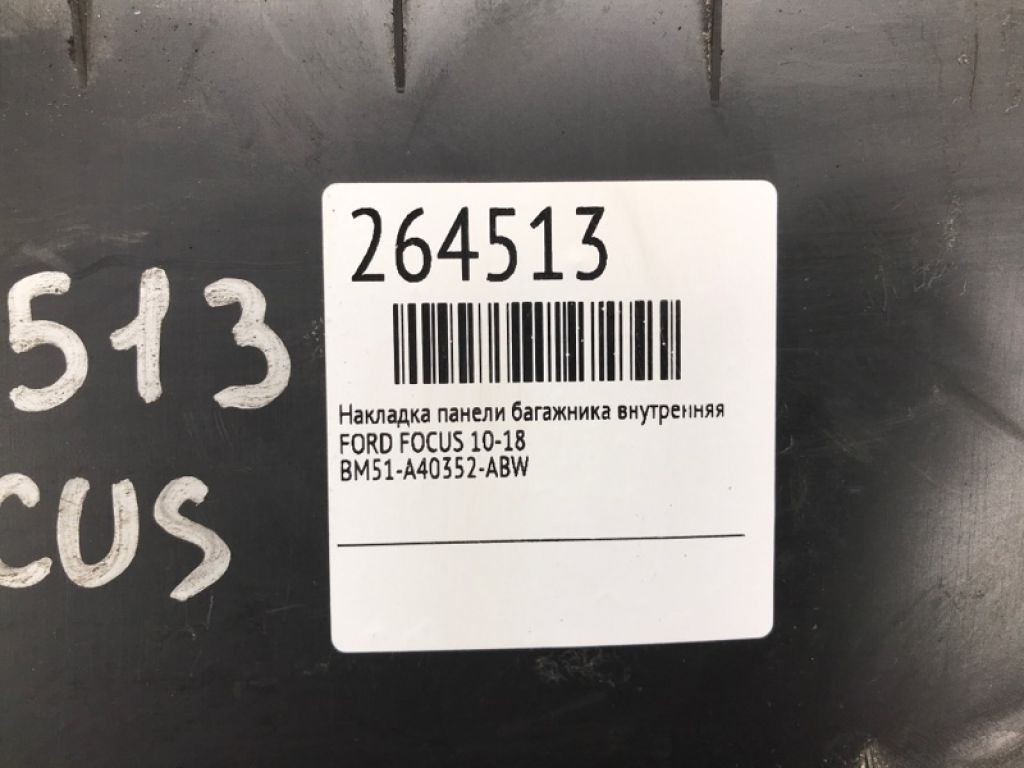 264513
513
Накладка панели багажника внутренняя
FORD FOCUS 10-18
BM51-A40352-ABW
CUS